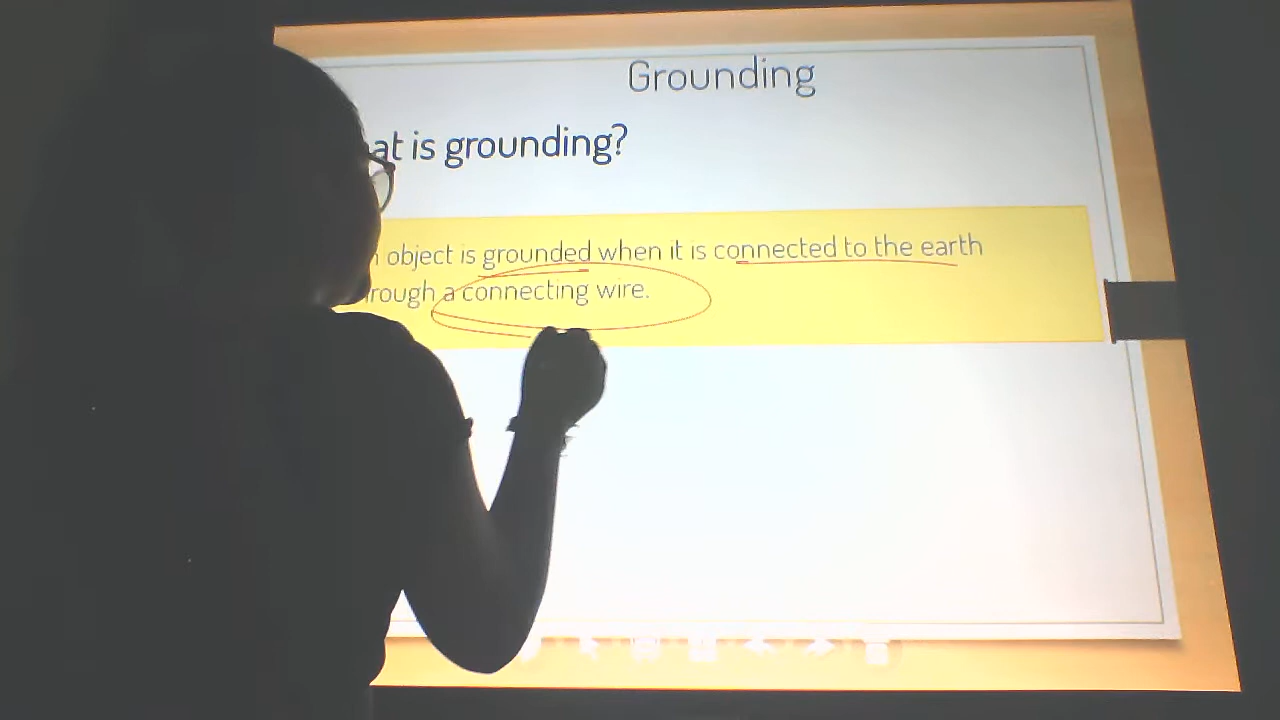 Grounding
at is grounding?
object is grounded when it is connected to the earth
rough a connecting wire.